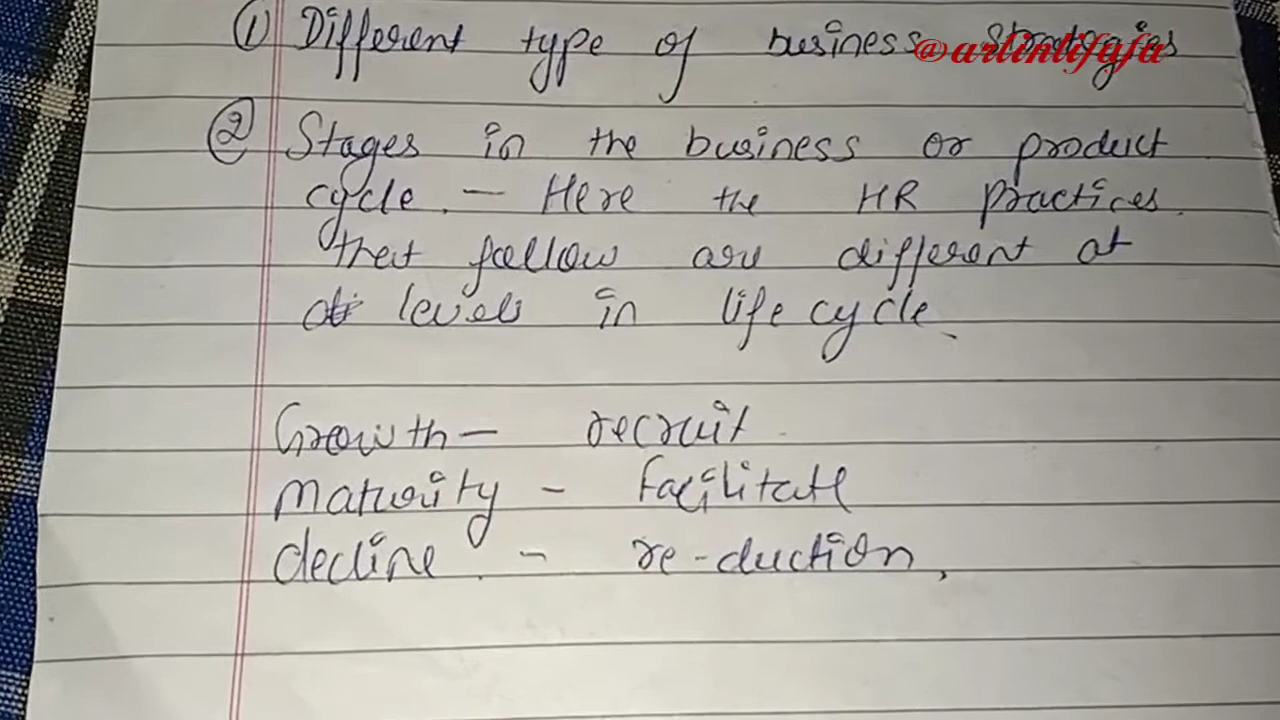 ① Different type of business strategies
@arlinlifafa
② Stages in the business or product
cycle. — Here the HR practices
that follow are different at
levels in life cycle.
Growth — recruit
maturity – facilitate
decline. – re-duction,